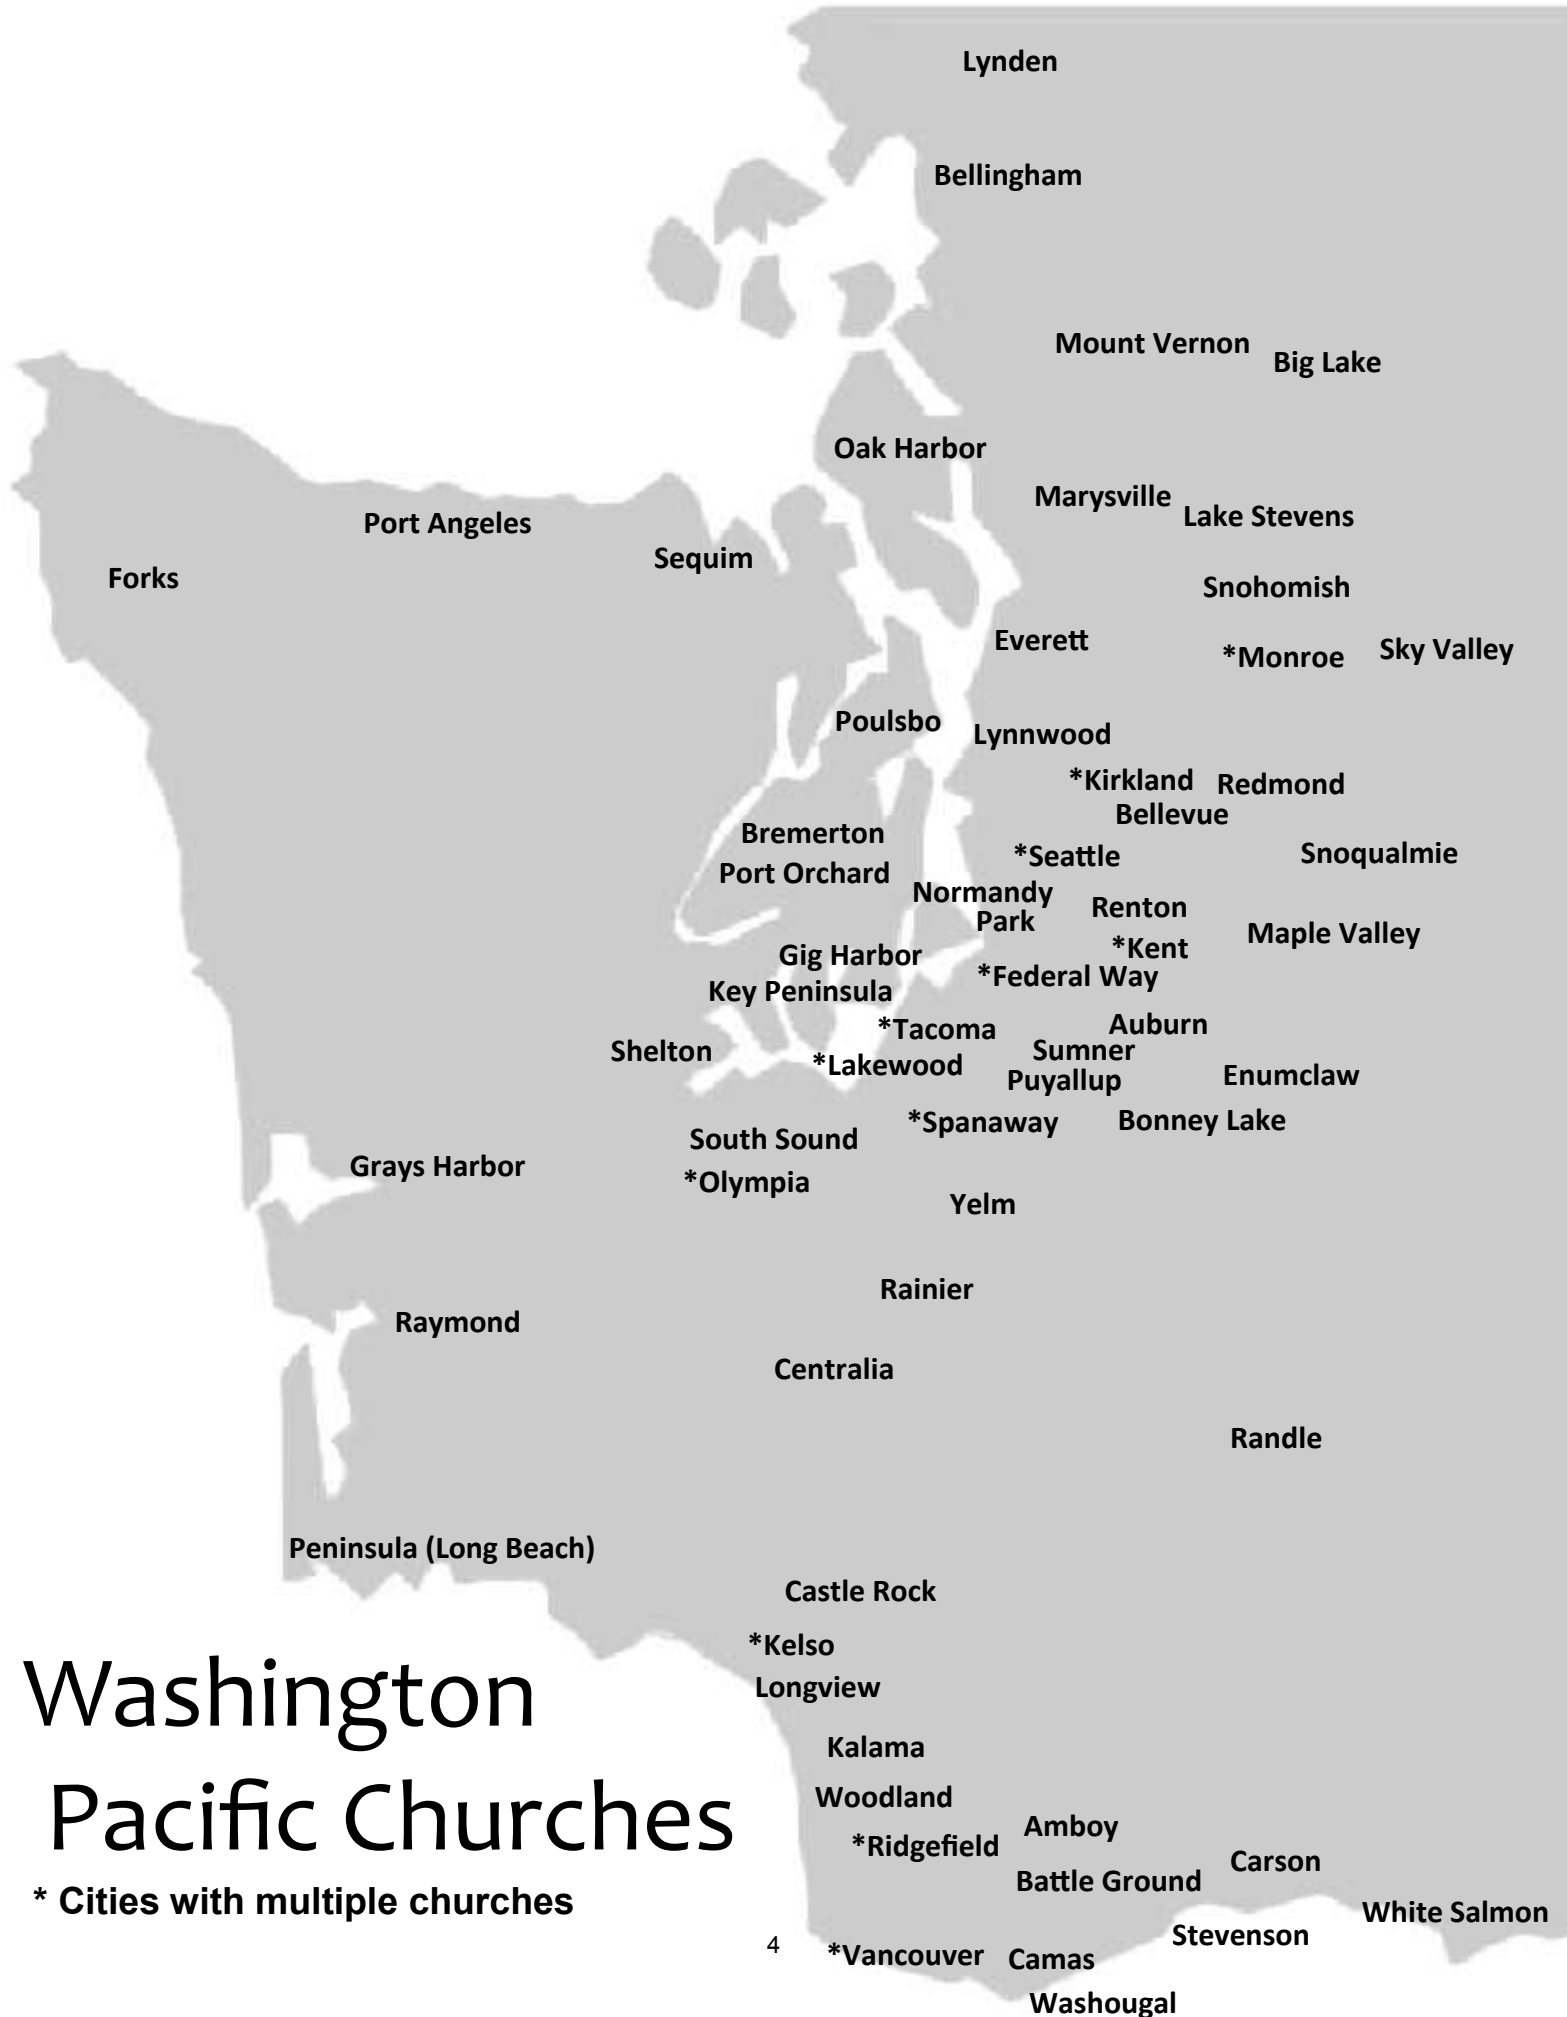 Lynden
Bellingham
Mount Vernon
Big Lake
Oak Harbor
Marysville
Lake Stevens
Port Angeles
Sequim
Forks
Snohomish
Everett
*Monroe
Sky Valley
Poulsbo
Lynnwood
*Kirkland
Redmond
Bellevue
Bremerton
*Seattle
Snoqualmie
Port Orchard
Normandy
Park
Renton
Maple Valley
*Kent
Gig Harbor
*Federal Way
Key Peninsula
*Tacoma
Auburn
Shelton
Sumner
*Lakewood
Puyallup
Enumclaw
*Spanaway
Bonney Lake
South Sound
Grays Harbor
*Olympia
Yelm
Rainier
Raymond
Centralia
Randle
Peninsula (Long Beach)
Castle Rock
*Kelso
Longview
Kalama
Woodland
Amboy
*Ridgefield
Carson
Battle Ground
White Salmon
Stevenson
*Vancouver
Camas
Washougal
Washington
Pacific Churches
* Cities with multiple churches
4